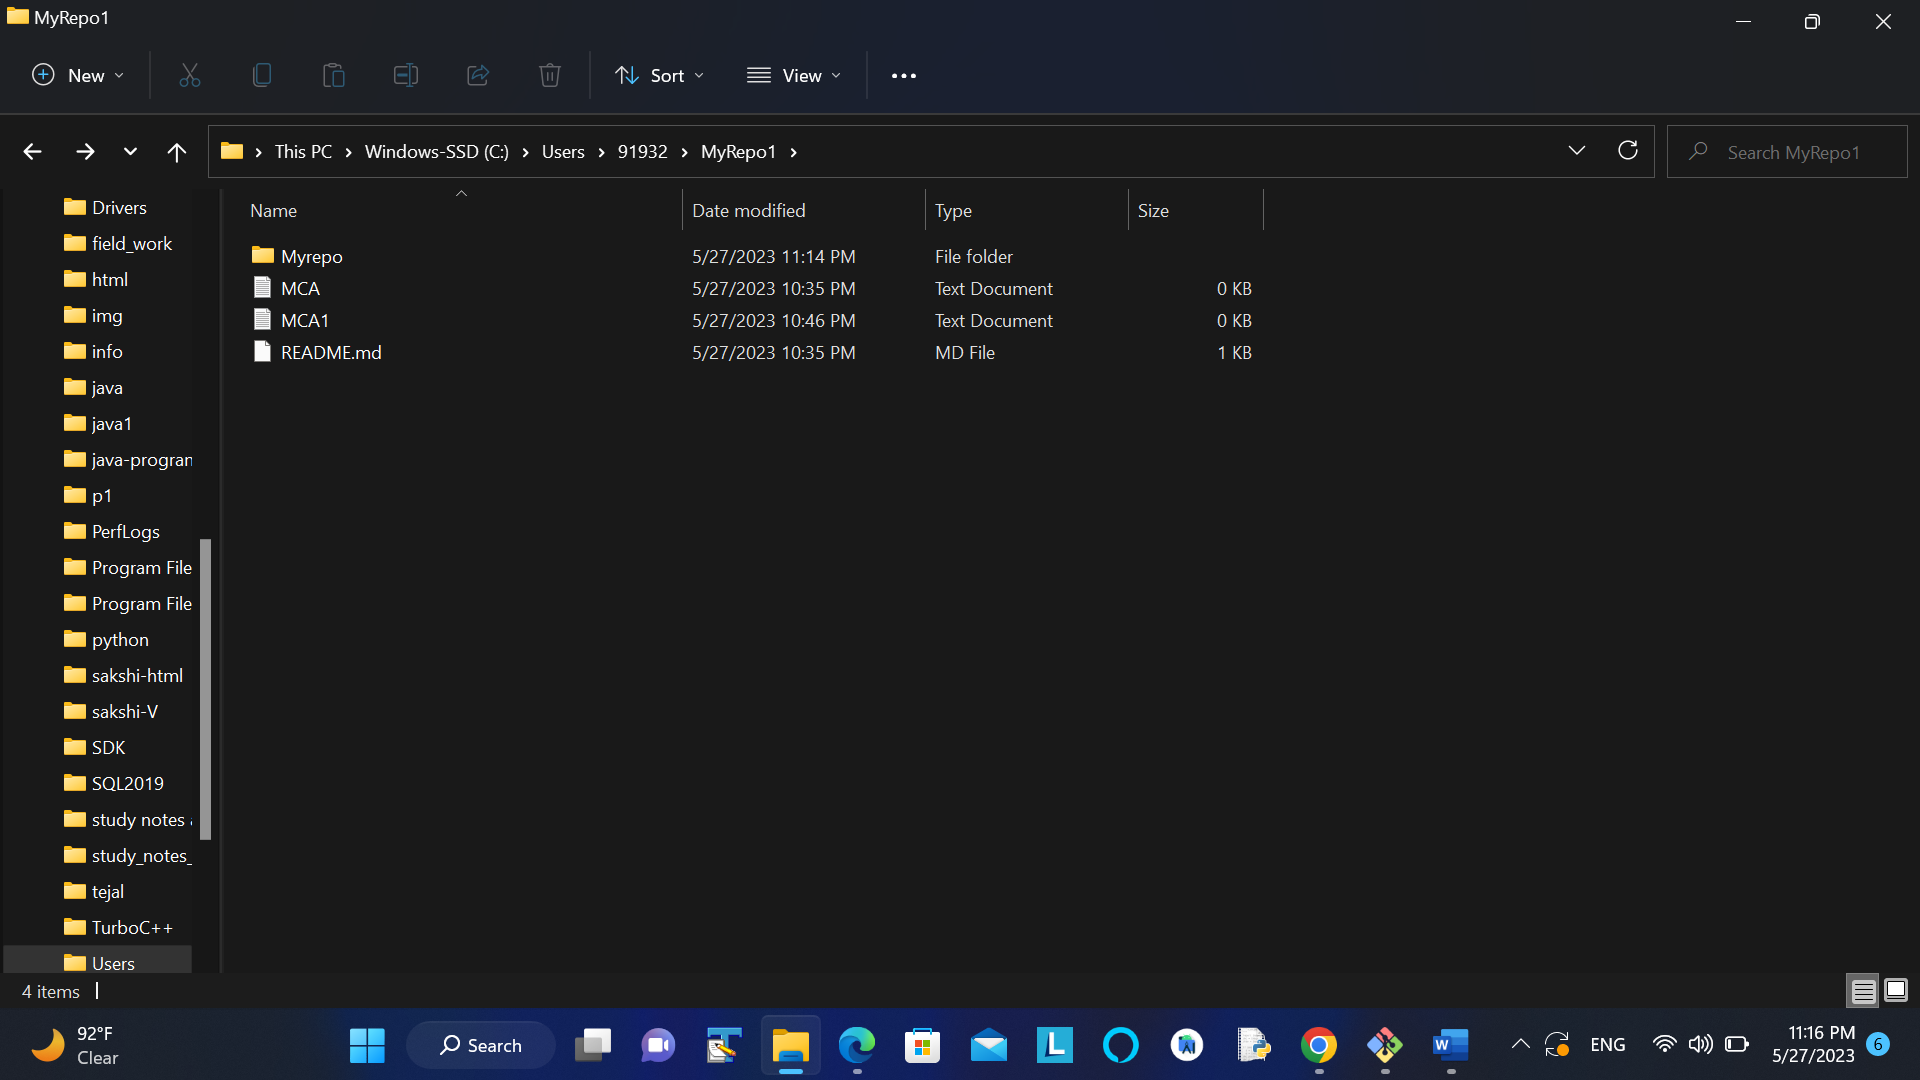 MyRepo1
New
Sort
View
This PC
Windows-SSD (C:)
Users
91932
MyRepo1
Search MyRepo1
Drivers
field_work
html
img
info
java
java1
java-progran
p1
PerfLogs
Program File
Program File
python
sakshi-html
sakshi-V
SDK
SQL2019
study notes
study_notes_
tejal
TurboC++
Users
Name Date modified Type Size
Myrepo 5/27/2023 11:14 PM File folder
MCA 5/27/2023 10:35 PM Text Document 0 KB
MCA1 5/27/2023 10:46 PM Text Document 0 KB
README.md 5/27/2023 10:35 PM MD File 1 KB
4 items
92°F
Clear
Search
L
W
ENG
11:16 PM
5/27/2023
6